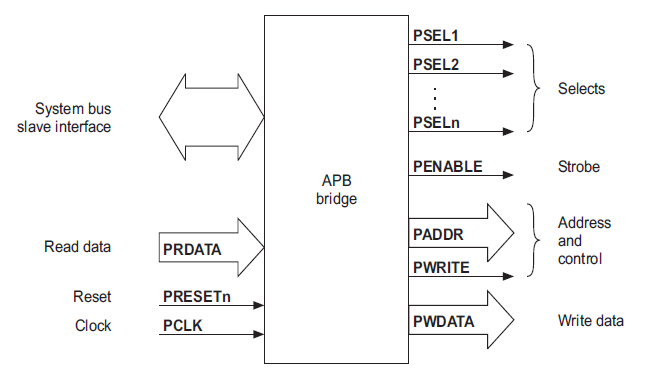 System bus
slave interface
Read data
PRDATA
Reset
PRESETn
Clock
PCLK
APB
bridge
PSEL1
PSEL2
PSELn
Selects
PENABLE
Strobe
PADDR
PWRITE
Address
and
control
PWDATA
Write data